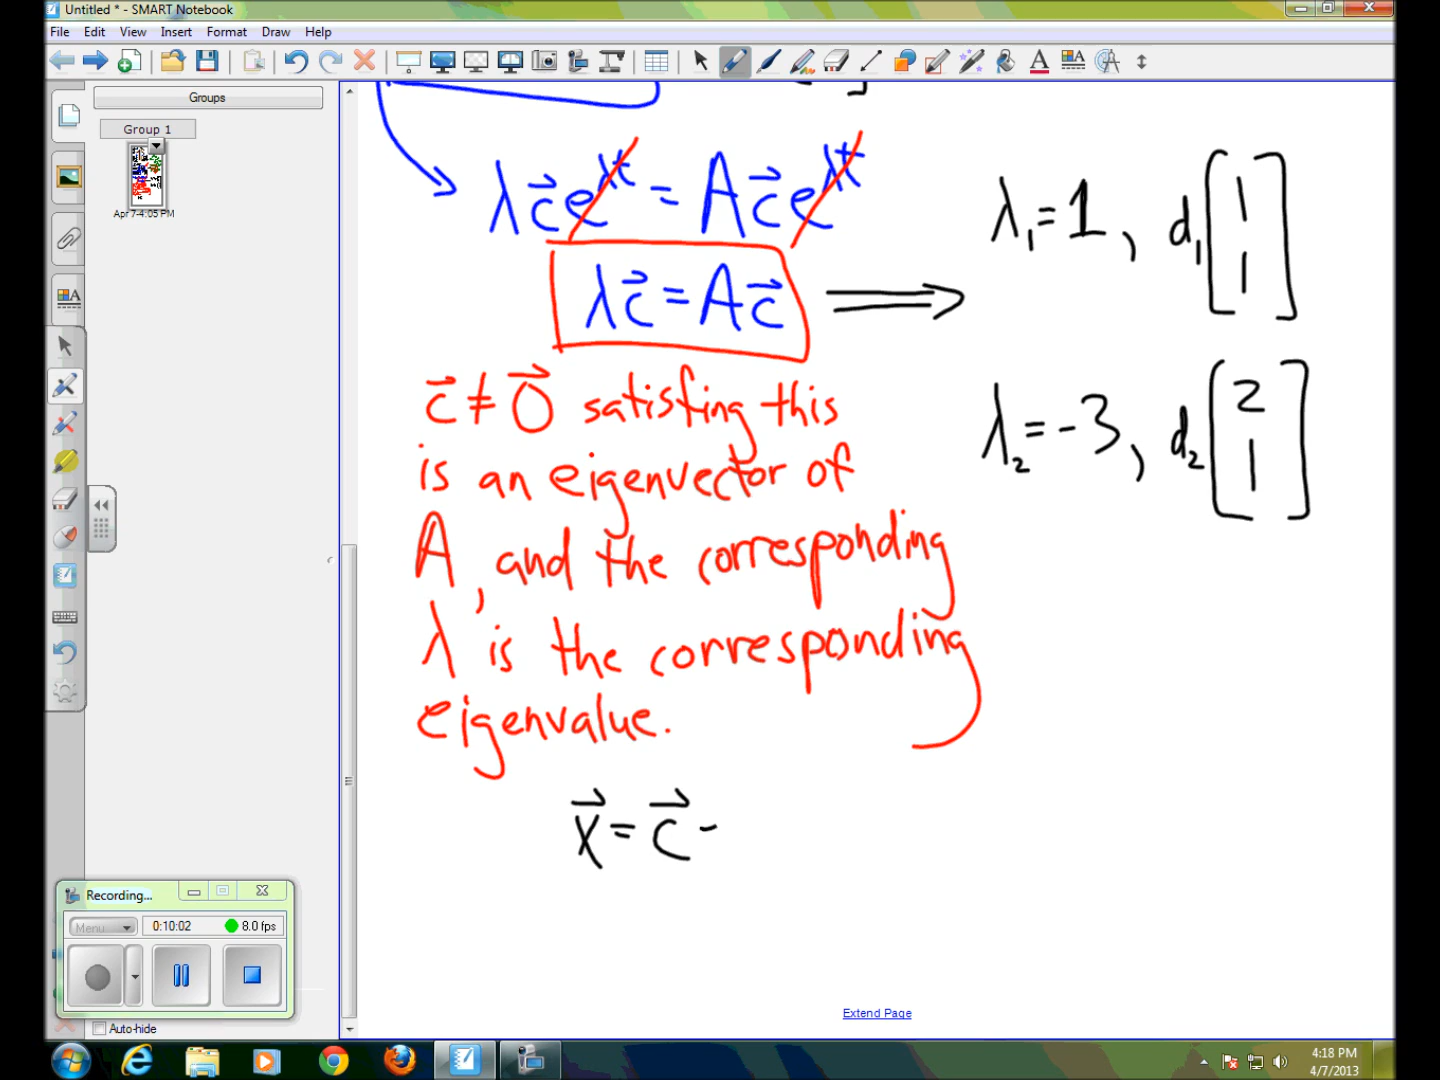 Untitled * - SMART Notebook
File Edit View Insert Format Draw Help
Groups
Group 1
Apr 7-4:05 PM
λc⃗e^{λt} = Ac⃗e^{λt}
λc⃗ = Ac⃗ ⟹
c⃗ ≠ 0⃗ satisfing this
is an eigenvector of
A, and the corresponding
λ is the corresponding
eigenvalue.
x⃗ = c⃗ -
λ₁ = 1, d₁ [1
1]
λ₂ = -3, d₂ [2
1]
Recording...
Menu 0:10:02 8.0 fps
Auto-hide
Extend Page
4:18 PM
4/7/2013